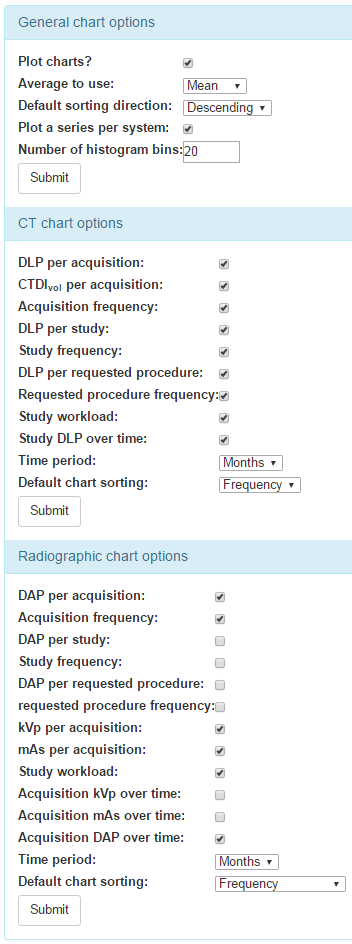 General chart options
Plot charts?
Average to use: Mean
Default sorting direction: Descending
Plot a series per system:
Number of histogram bins: 20
Submit
CT chart options
DLP per acquisition:
CTDIvol per acquisition:
Acquisition frequency:
DLP per study:
Study frequency:
DLP per requested procedure:
Requested procedure frequency:
Study workload:
Study DLP over time:
Time period: Months
Default chart sorting: Frequency
Submit
Radiographic chart options
DAP per acquisition:
Acquisition frequency:
DAP per study:
Study frequency:
DAP per requested procedure:
requested procedure frequency:
kVp per acquisition:
mAs per acquisition:
Study workload:
Acquisition kVp over time:
Acquisition mAs over time:
Acquisition DAP over time:
Time period: Months
Default chart sorting: Frequency
Submit